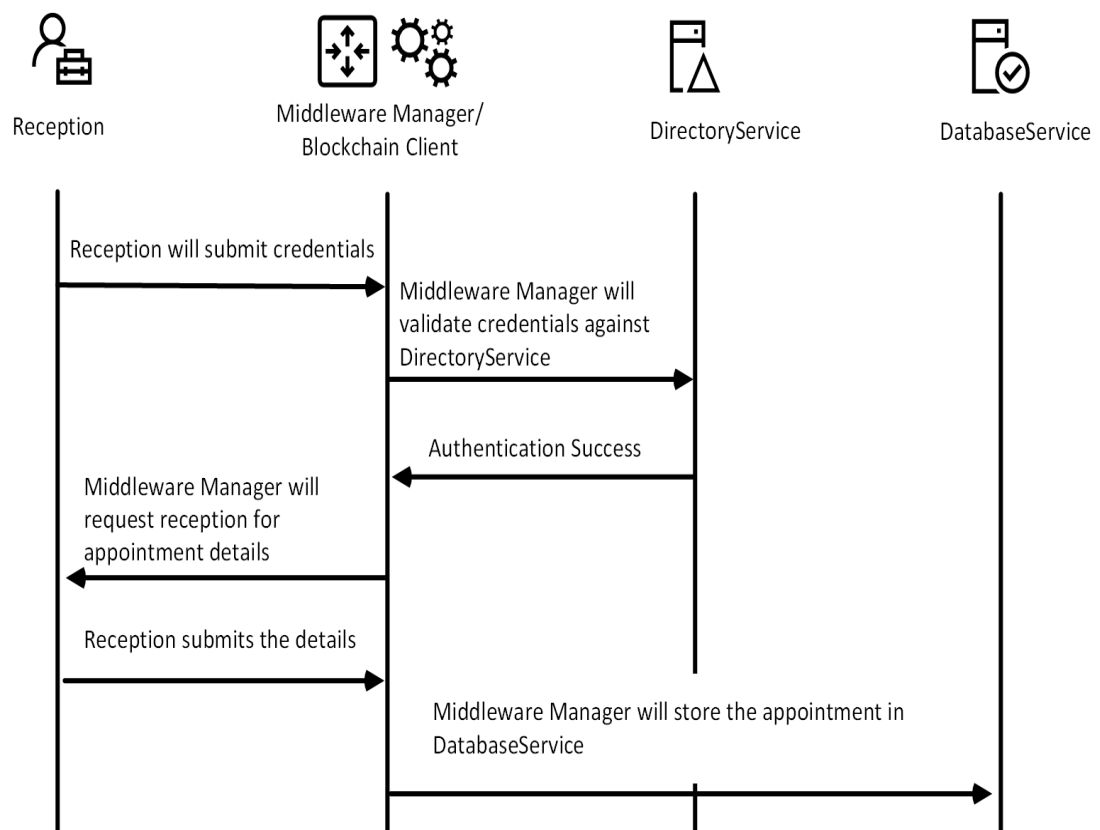 Reception
Middleware Manager/
Blockchain Client
DirectoryService
DatabaseService
Reception will submit credentials
Middleware Manager will
validate credentials against
DirectoryService
Authentication Success
Middleware Manager will
request reception for
appointment details
Reception submits the details
Middleware Manager will store the appointment in
DatabaseService